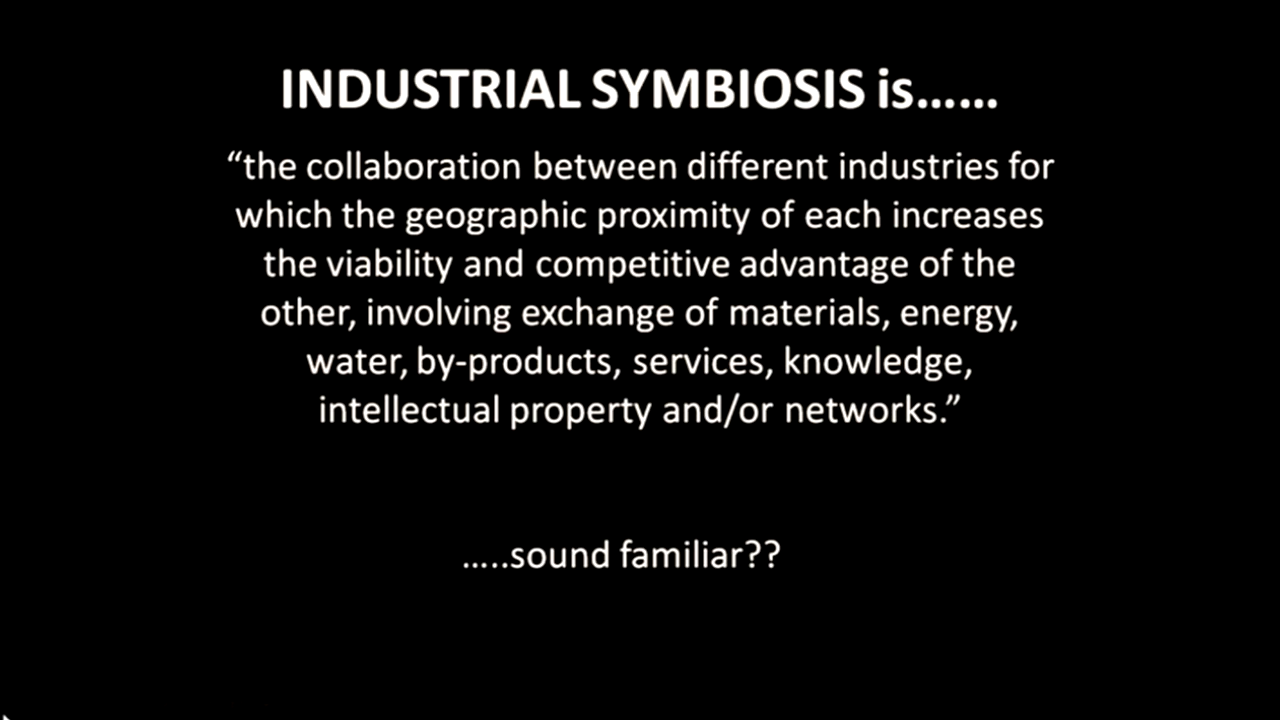 INDUSTRIAL SYMBIOSIS is……
“the collaboration between different industries for
which the geographic proximity of each increases
the viability and competitive advantage of the
other, involving exchange of materials, energy,
water, by-products, services, knowledge,
intellectual property and/or networks.”
…..sound familiar??